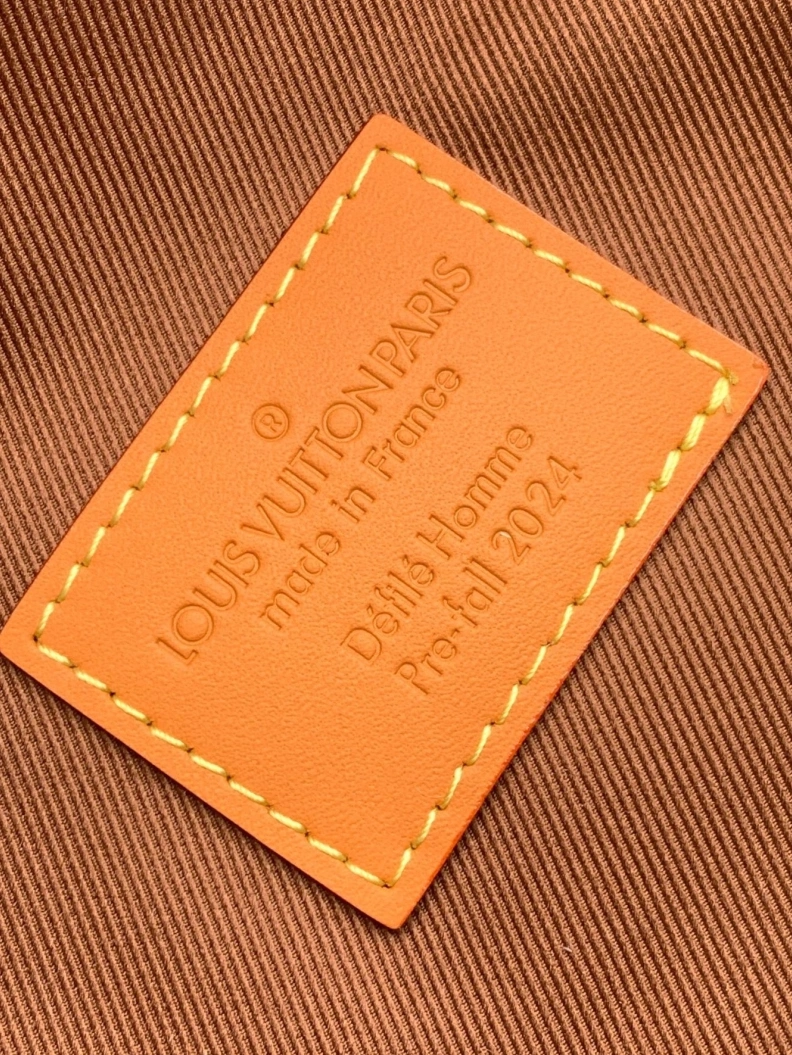 ®
LOUIS VUITTON PARIS
made in France
Défilé Homme
Pre-fall 2024